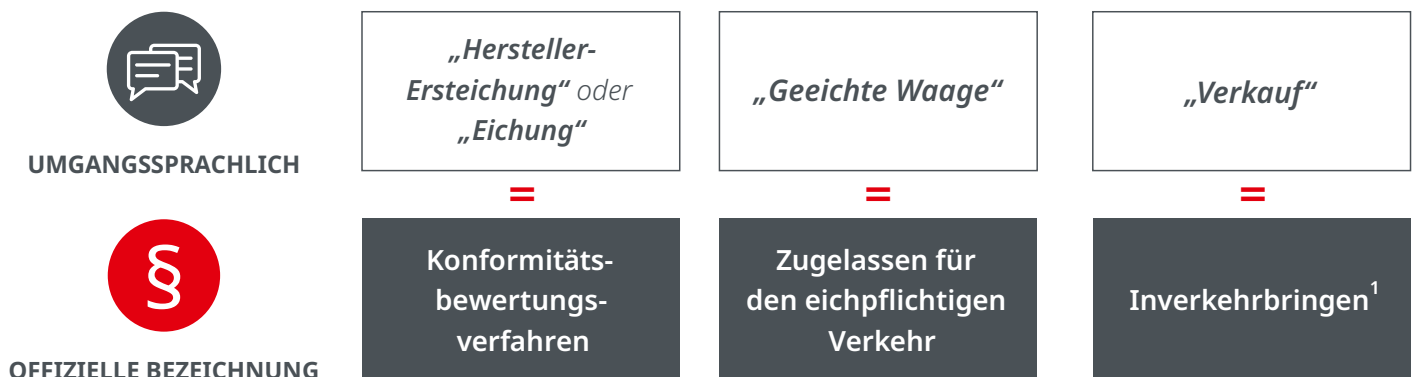 „Hersteller-
Ersteichung“ oder
„Eichung“
„Geeichte Waage“
„Verkauf“
UMGANGSSPRACHLICH
= = =
§
Konformitäts-
bewertungs-
verfahren
Zugelassen für
den eichpflichtigen
Verkehr
Inverkehrbringen¹
OFFIZIELLE BEZEICHNUNG